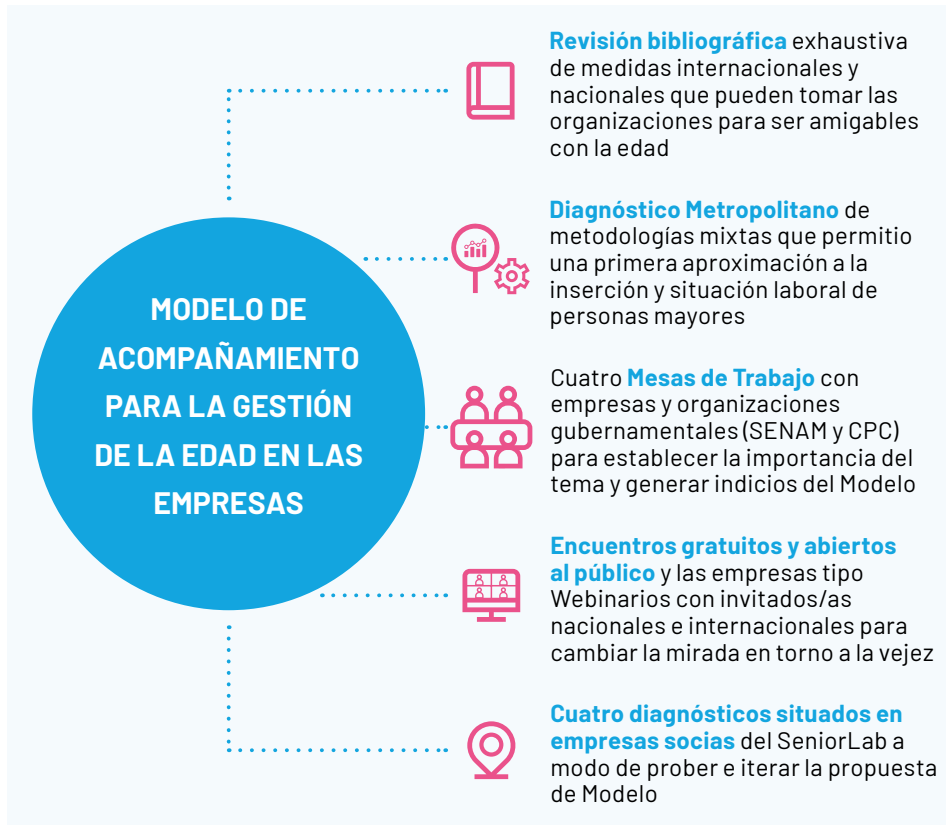 Revisión bibliográfica exhaustiva
de medidas internacionales y
nacionales que pueden tomar las
organizaciones para ser amigables
con la edad
Diagnóstico Metropolitano de
metodologías mixtas que permitio
una primera aproximación a la
inserción y situación laboral de
personas mayores
MODELO DE
ACOMPAÑAMIENTO
PARA LA GESTIÓN
DE LA EDAD EN LAS
EMPRESAS
Cuatro Mesas de Trabajo con
empresas y organizaciones
gubernamentales (SENAM y CPC)
para establecer la importancia del
tema y generar indicios del Modelo
Encuentros gratuitos y abiertos
al público y las empresas tipo
Webinarios con invitados/as
nacionales e internacionales para
cambiar la mirada en torno a la vejez
Cuatro diagnósticos situados en
empresas socias del SeniorLab a
modo de prober e iterar la propuesta
de Modelo